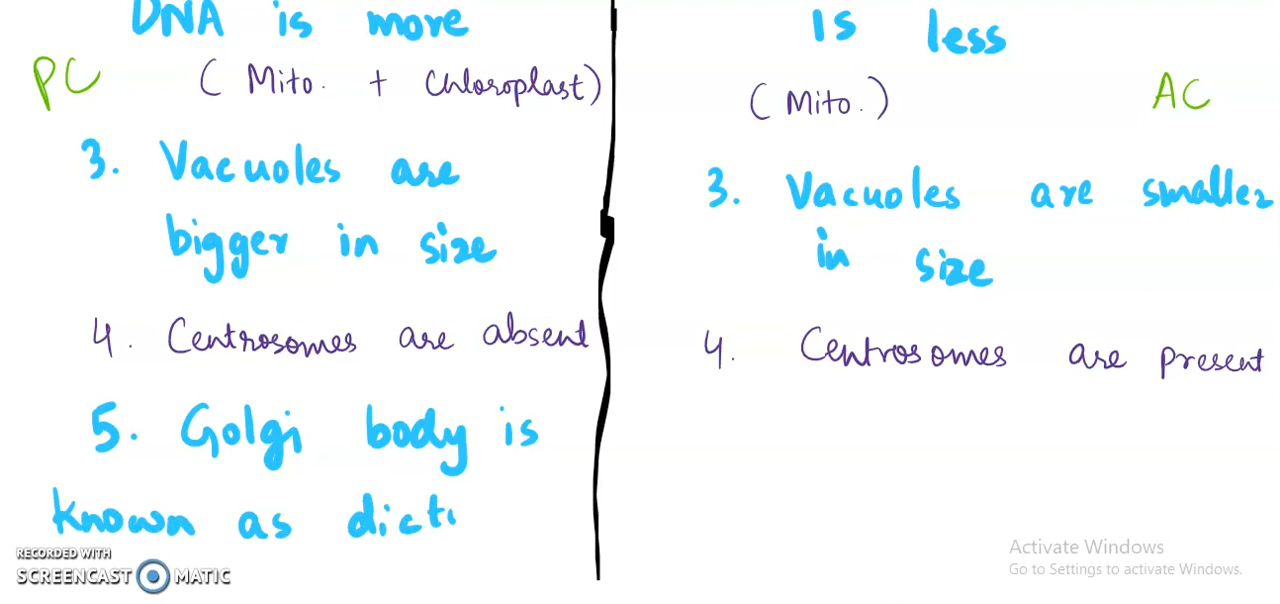 DNA is more
PC
( Mito. + Chloroplast)
3. Vacuoles are
bigger in size
4. Centrosomes are absent
5. Golgi body is
known as dicti
is less
( Mito. )
AC
3. Vacuoles are smaller
in size
4. Centrosomes are present
RECORDED WITH
SCREENCAST MATIC
Activate Windows
Go to Settings to activate Windows.